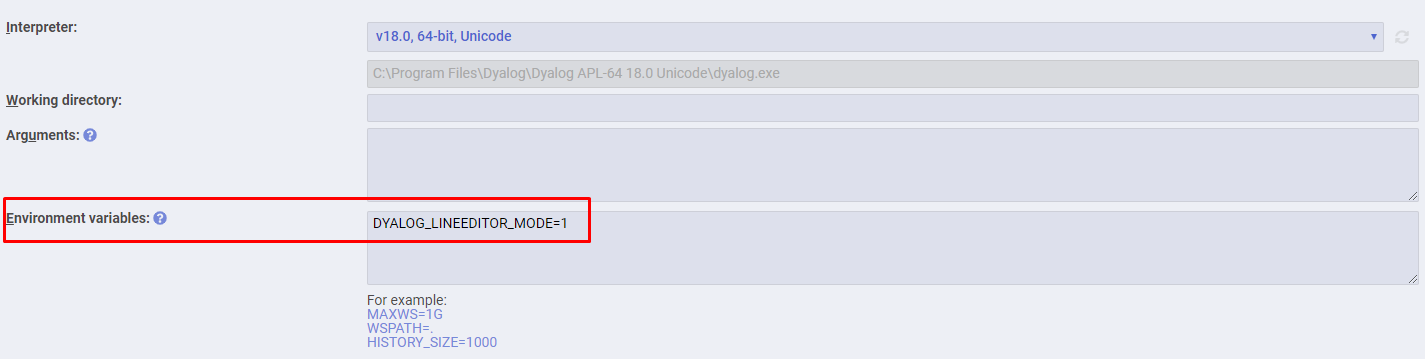 Interpreter:
v18.0, 64-bit, Unicode
C:\Program Files\Dyalog\Dyalog APL-64 18.0 Unicode\dyalog.exe
Working directory:
Arguments: ?
Environment variables: ?
DYALOG_LINEEDITOR_MODE=1
For example:
MAXWS=1G
WSPATH=.
HISTORY_SIZE=1000